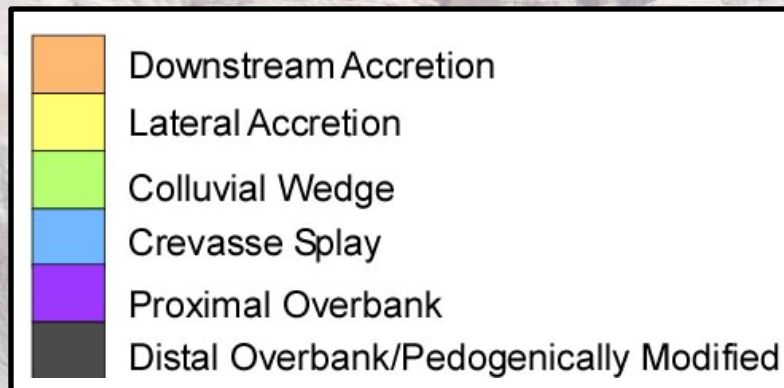 Downstream Accretion
Lateral Accretion
Colluvial Wedge
Crevasse Splay
Proximal Overbank
Distal Overbank/Pedogenically Modified